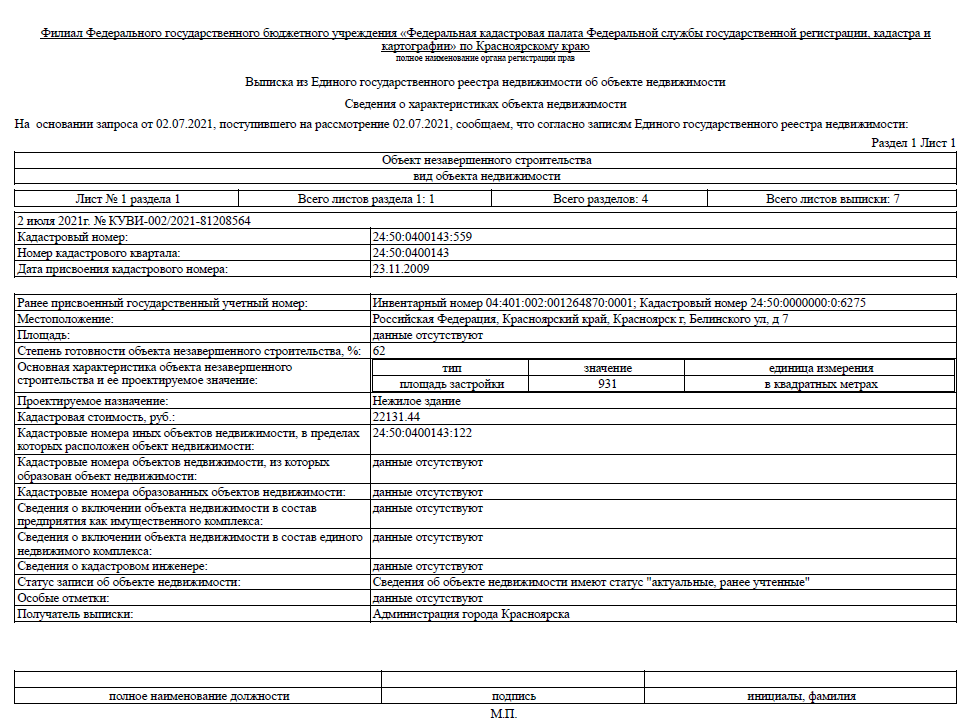 Филиал Федерального государственного бюджетного учреждения «Федеральная кадастровая палата Федеральной службы государственной регистрации, кадастра и
картографии» по Красноярскому краю
полное наименование органа регистрации прав
Выписка из Единого государственного реестра недвижимости об объекте недвижимости
Сведения о характеристиках объекта недвижимости
На основании запроса от 02.07.2021, поступившего на рассмотрение 02.07.2021, сообщаем, что согласно записям Единого государственного реестра недвижимости:
Раздел 1 Лист 1
Объект незавершенного строительства
вид объекта недвижимости
Лист № 1 раздела 1 Всего листов раздела 1: 1 Всего разделов: 4 Всего листов выписки: 7
2 июля 2021г. № КУВИ-002/2021-81208564
Кадастровый номер: 24:50:0400143:559
Номер кадастрового квартала: 24:50:0400143
Дата присвоения кадастрового номера: 23.11.2009
Ранее присвоенный государственный учетный номер: Инвентарный номер 04:401:002:001264870:0001; Кадастровый номер 24:50:0000000:0:6275
Местоположение: Российская Федерация, Красноярский край, Красноярск г, Белинского ул, д 7
Площадь: данные отсутствуют
Степень готовности объекта незавершенного строительства, %: 62
Основная характеристика объекта незавершенного
строительства и ее проектируемое значение:
тип значение единица измерения
площадь застройки 931 в квадратных метрах
Проектируемое назначение: Нежилое здание
Кадастровая стоимость, руб.: 22131.44
Кадастровые номера иных объектов недвижимости, в пределах
которых расположен объект недвижимости:
24:50:0400143:122
Кадастровые номера объектов недвижимости, из которых
образован объект недвижимости:
данные отсутствуют
Кадастровые номера образованных объектов недвижимости: данные отсутствуют
Сведения о включении объекта недвижимости в состав
предприятия как имущественного комплекса:
данные отсутствуют
Сведения о включении объекта недвижимости в состав единого
недвижимого комплекса:
данные отсутствуют
Сведения о кадастровом инженере: данные отсутствуют
Статус записи об объекте недвижимости: Сведения об объекте недвижимости имеют статус "актуальные, ранее учтенные"
Особые отметки: данные отсутствуют
Получатель выписки: Администрация города Красноярска
полное наименование должности подпись инициалы, фамилия
М.П.